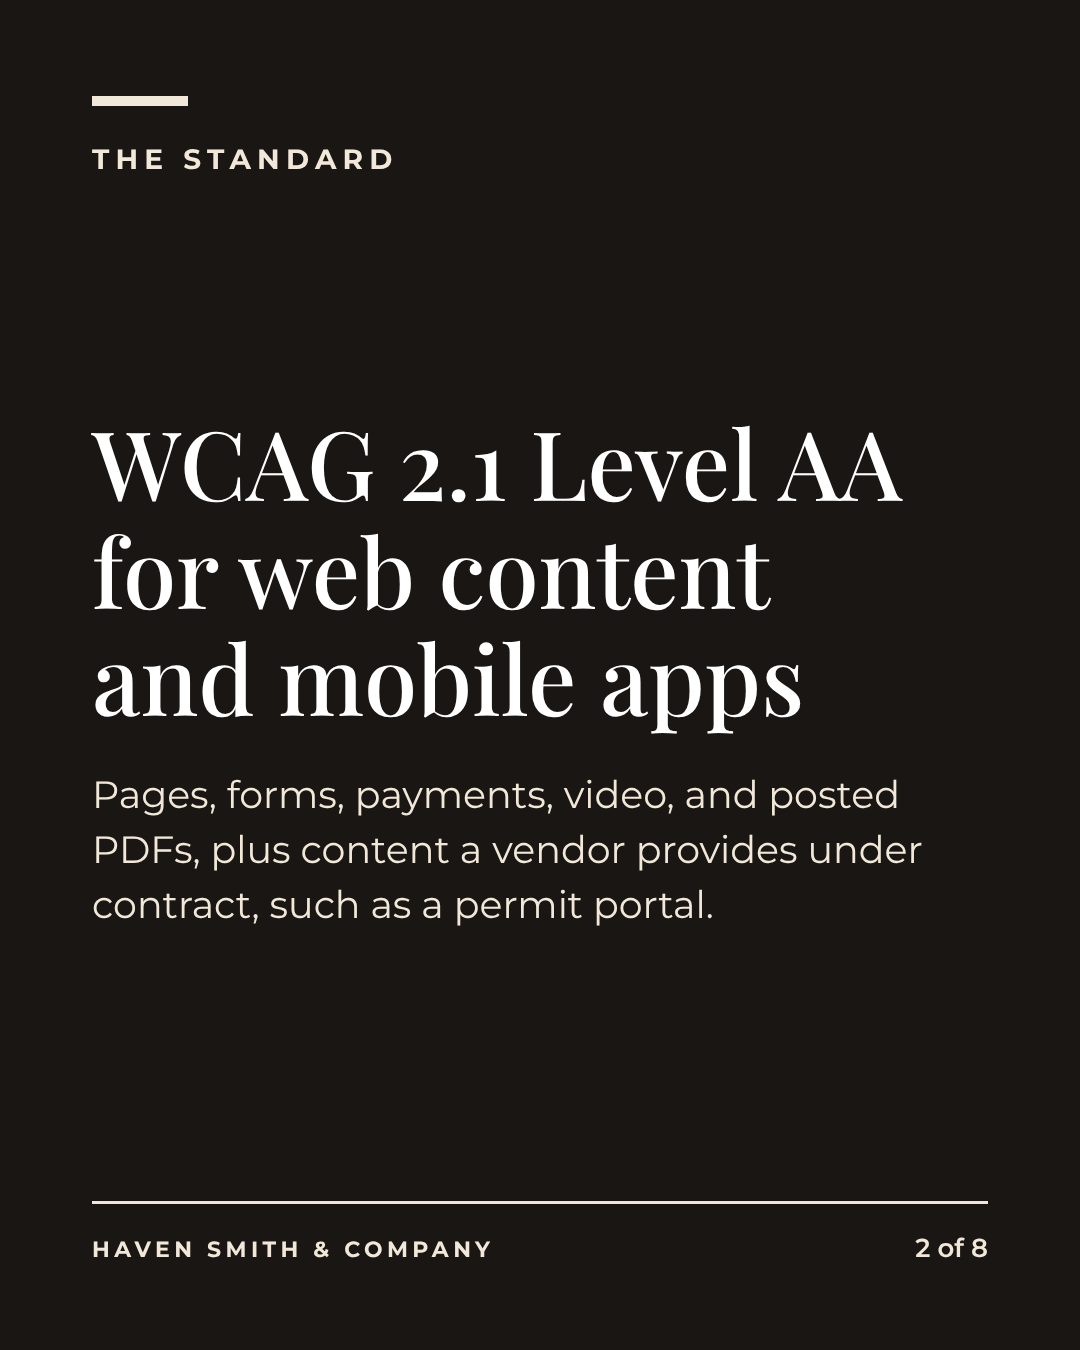 THE STANDARD
WCAG 2.1 Level AA
for web content
and mobile apps
Pages, forms, payments, video, and posted
PDFs, plus content a vendor provides under
contract, such as a permit portal.
HAVEN SMITH & COMPANY
2 of 8